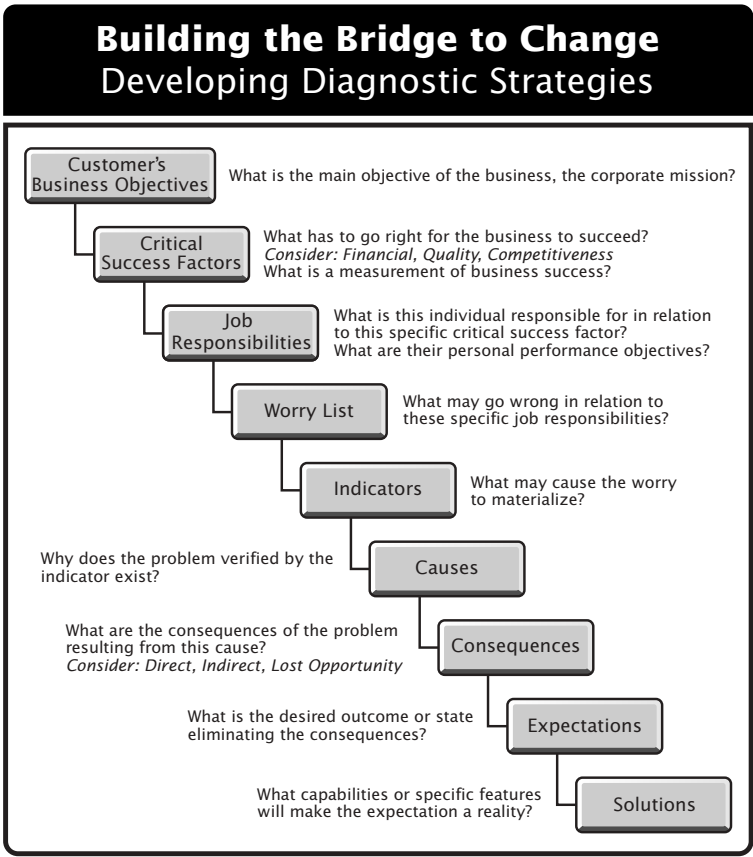 Building the Bridge to Change
Developing Diagnostic Strategies
Customer's
Business Objectives
What is the main objective of the business, the corporate mission?
Critical
Success Factors
What has to go right for the business to succeed?
Consider: Financial, Quality, Competitiveness
What is a measurement of business success?
Job
Responsibilities
What is this individual responsible for in relation
to this specific critical success factor?
What are their personal performance objectives?
Worry List
What may go wrong in relation to
these specific job responsibilities?
Indicators
What may cause the worry
to materialize?
Why does the problem verified by the
indicator exist?
Causes
What are the consequences of the problem
resulting from this cause?
Consider: Direct, Indirect, Lost Opportunity
Consequences
What is the desired outcome or state
eliminating the consequences?
Expectations
What capabilities or specific features
will make the expectation a reality?
Solutions